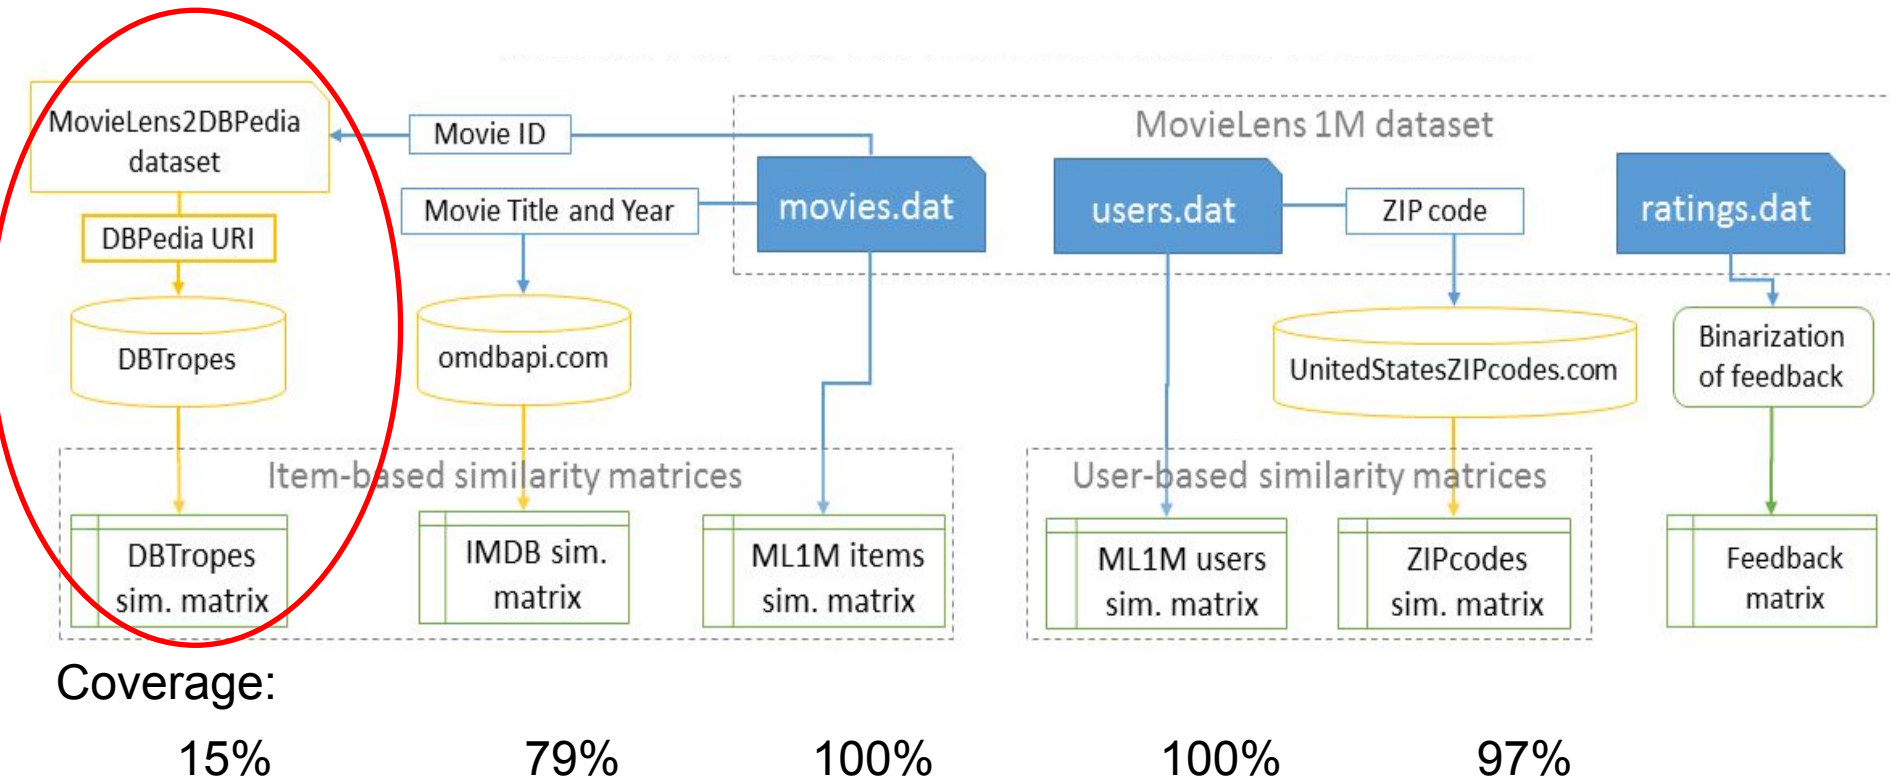 MovieLens 1M dataset
MovieLens2DBPedia
dataset
Movie ID
Movie Title and Year
movies.dat
users.dat
ZIP code
ratings.dat
DBPedia URI
DBTropes
omdbapi.com
UnitedStatesZIPcodes.com
Binarization
of feedback
Item-based similarity matrices
User-based similarity matrices
DBTropes
sim. matrix
IMDB sim.
matrix
ML1M items
sim. matrix
ML1M users
sim. matrix
ZIPcodes
sim. matrix
Feedback
matrix
Coverage:
15% 79% 100% 100% 97%